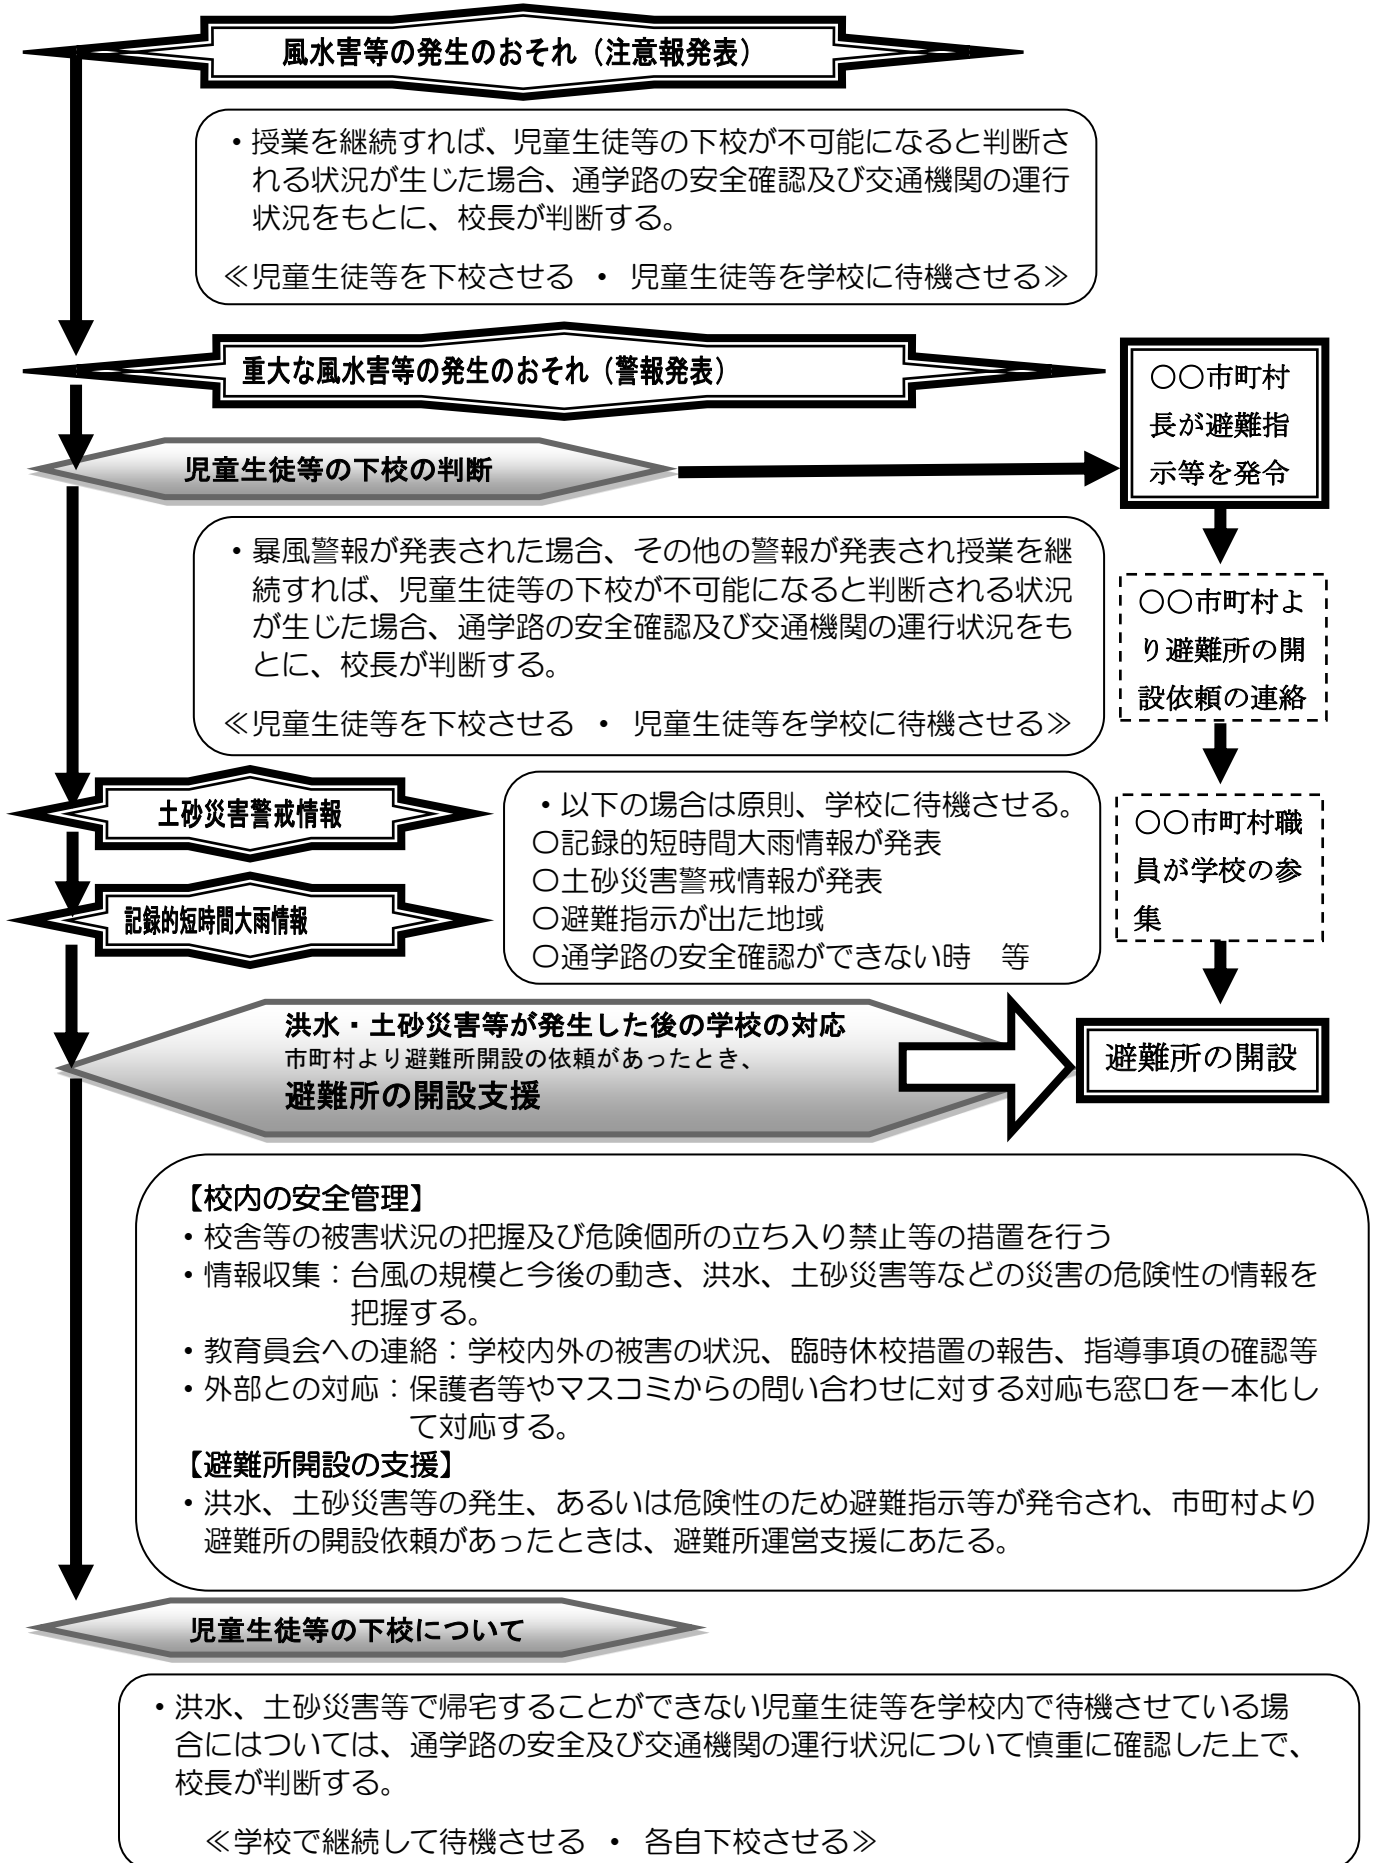 風水害等の発生のおそれ（注意報発表）
・授業を継続すれば、児童生徒等の下校が不可能になると判断さ
れる状況が生じた場合、通学路の安全確認及び交通機関の運行
状況をもとに、校長が判断する。
≪児童生徒等を下校させる ・ 児童生徒等を学校に待機させる≫
重大な風水害等の発生のおそれ（警報発表）
〇〇市町村
長が避難指
示等を発令
児童生徒等の下校の判断
・暴風警報が発表された場合、その他の警報が発表され授業を継
続すれば、児童生徒等の下校が不可能になると判断される状況
が生じた場合、通学路の安全確認及び交通機関の運行状況をも
とに、校長が判断する。
≪児童生徒等を下校させる ・ 児童生徒等を学校に待機させる≫
〇〇市町村よ
り避難所の開
設依頼の連絡
土砂災害警戒情報
記録的短時間大雨情報
・以下の場合は原則、学校に待機させる。
〇記録的短時間大雨情報が発表
〇土砂災害警戒情報が発表
〇避難指示が出た地域
〇通学路の安全確認ができない時　等
〇〇市町村職
員が学校の参
集
洪水・土砂災害等が発生した後の学校の対応
市町村より避難所開設の依頼があったとき、
避難所の開設支援
避難所の開設
【校内の安全管理】
・校舎等の被害状況の把握及び危険個所の立ち入り禁止等の措置を行う
・情報収集：台風の規模と今後の動き、洪水、土砂災害等などの災害の危険性の情報を
把握する。
・教育員会への連絡：学校内外の被害の状況、臨時休校措置の報告、指導事項の確認等
・外部との対応：保護者等やマスコミからの問い合わせに対する対応も窓口を一本化し
て対応する。
【避難所開設の支援】
・洪水、土砂災害等の発生、あるいは危険性のため避難指示等が発令され、市町村より
避難所の開設依頼があったときは、避難所運営支援にあたる。
児童生徒等の下校について
・洪水、土砂災害等で帰宅することができない児童生徒等を学校内で待機させている場
合にはついては、通学路の安全及び交通機関の運行状況について慎重に確認した上で、
校長が判断する。
≪学校で継続して待機させる ・ 各自下校させる≫